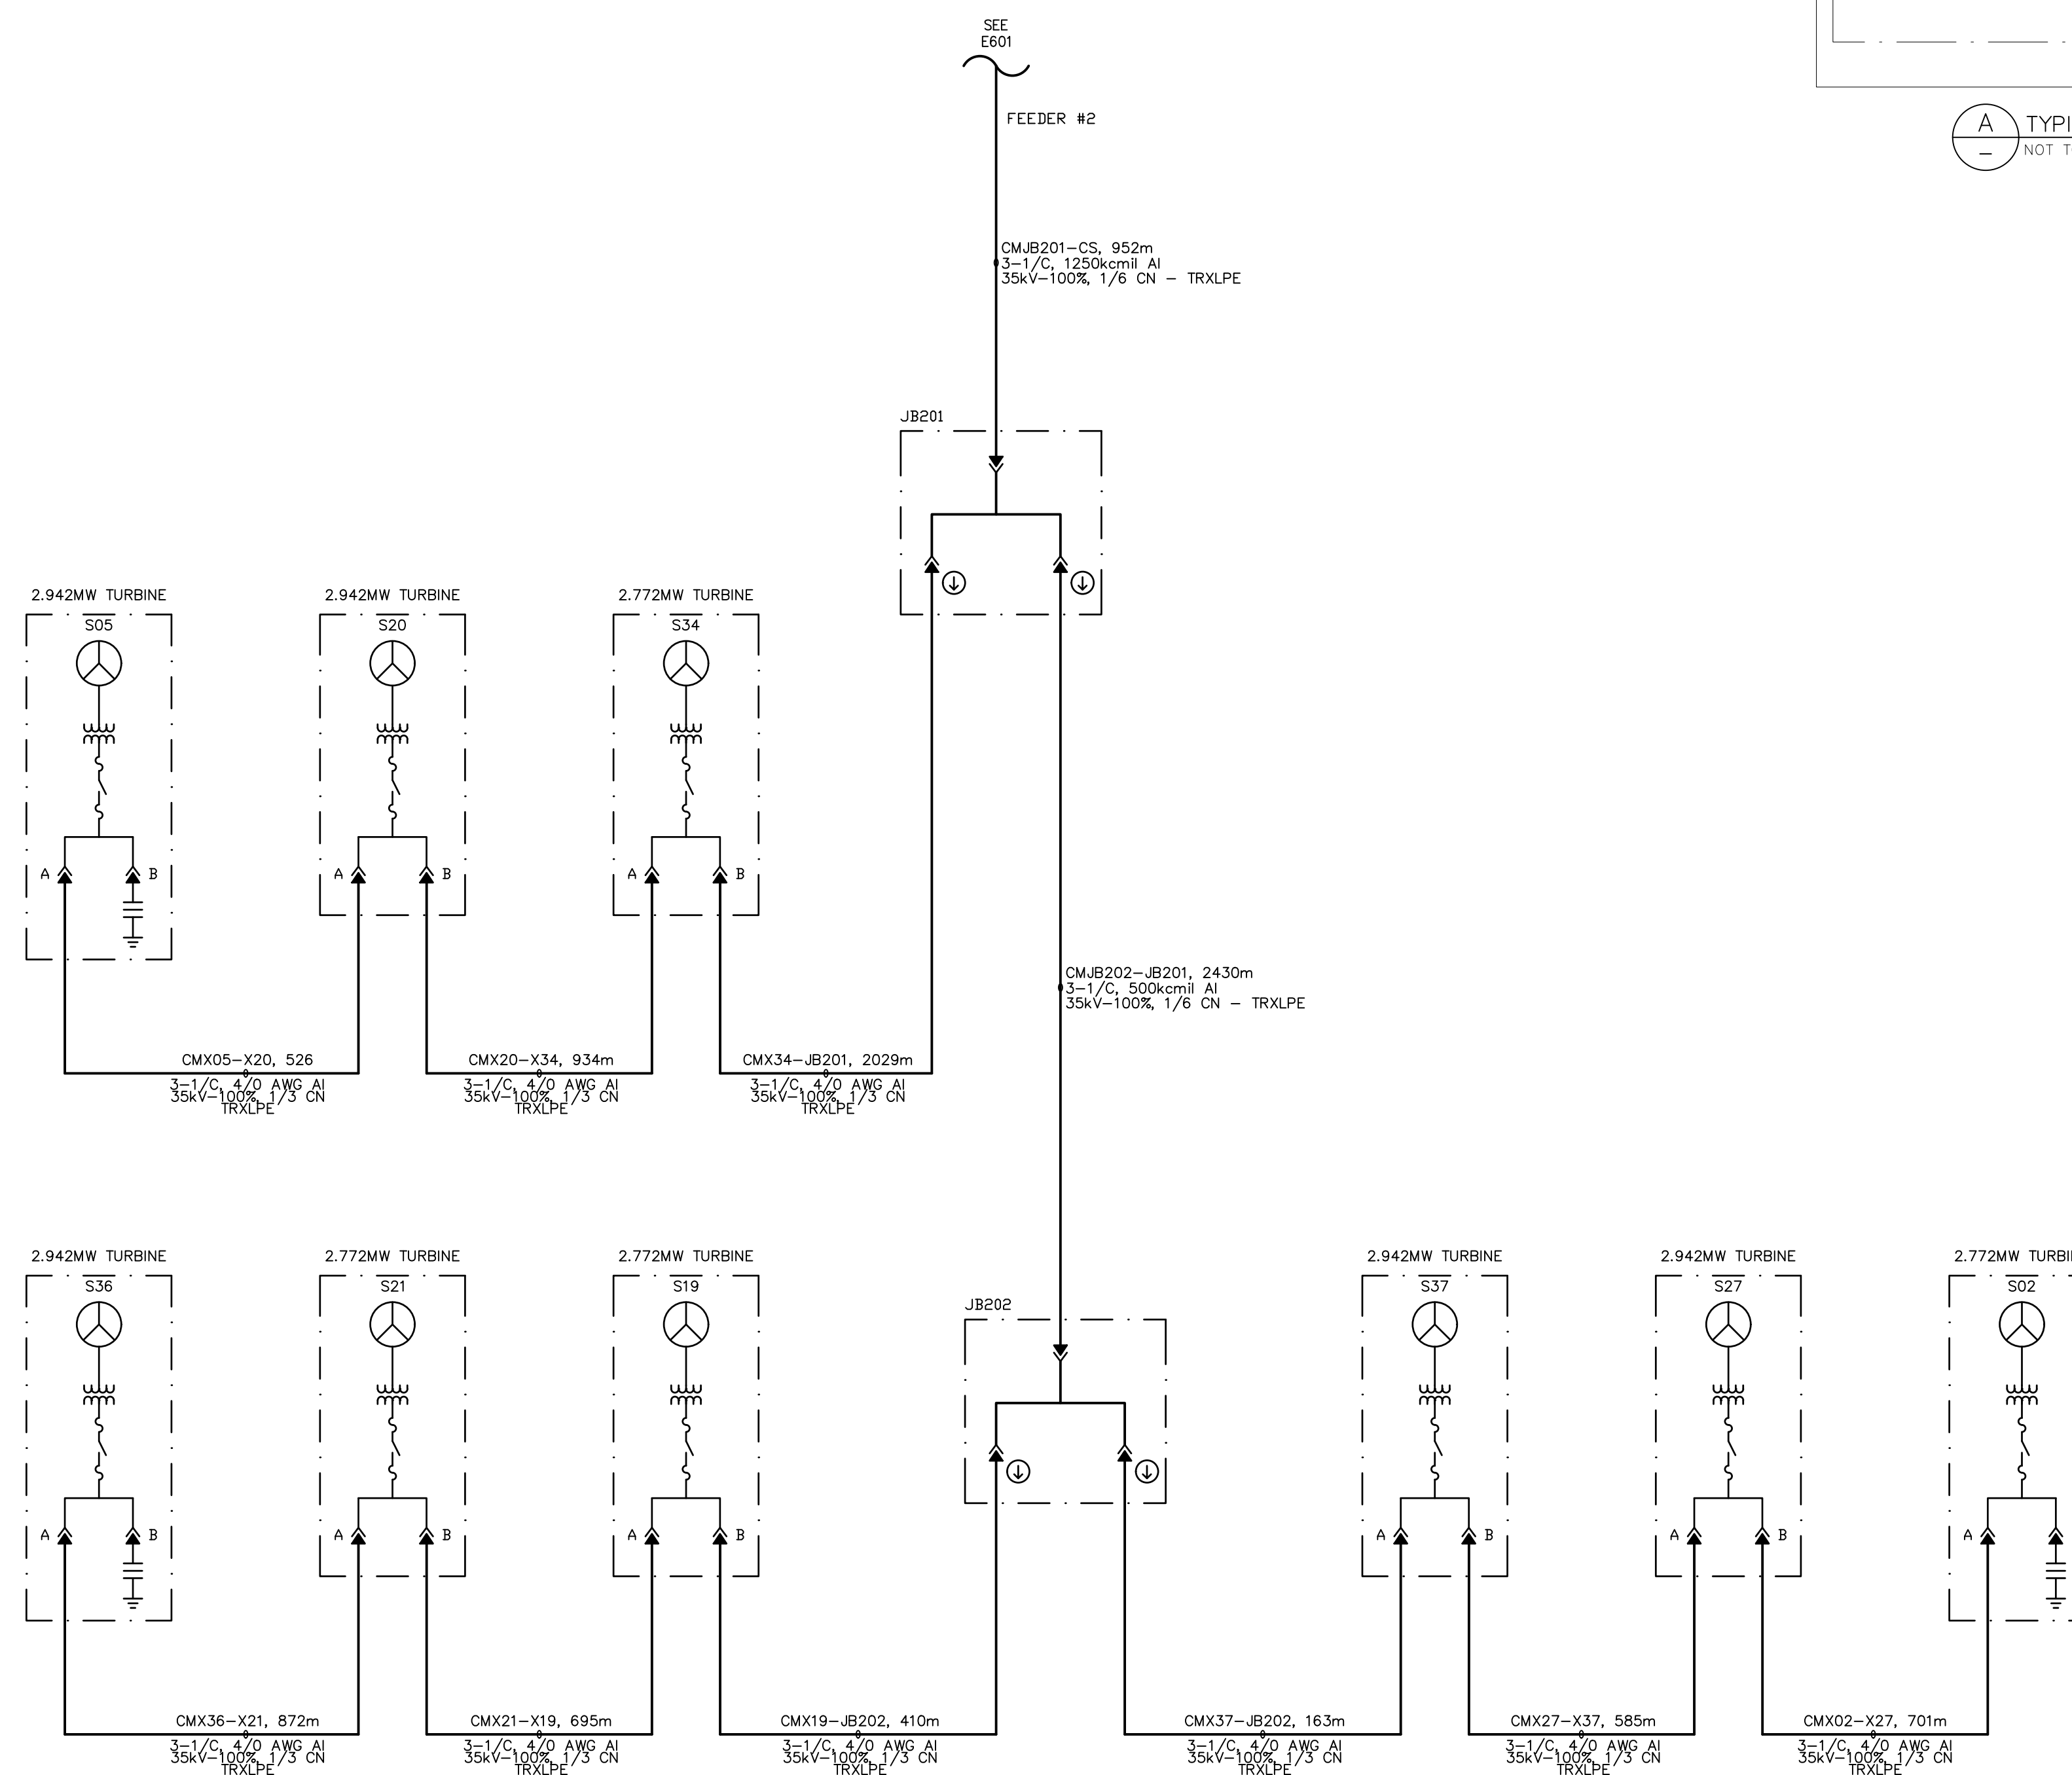 SEE
E601
FEEDER #2
A
TYPI
–
NOT T
CMJB201–CS, 952m
3–1/C, 1250kcmil Al
35kV–100%, 1/6 CN – TRXLPE
JB201
2.942MW TURBINE
2.942MW TURBINE
2.772MW TURBINE
S05
S20
S34
A
B
A
B
A
B
CMJB202–JB201, 2430m
3–1/C, 500kcmil Al
35kV–100%, 1/6 CN – TRXLPE
CMX05–X20, 526
3–1/C, 4/0 AWG Al
35kV–100%, 1/3 CN
TRXLPE
CMX20–X34, 934m
3–1/C, 4/0 AWG Al
35kV–100%, 1/3 CN
TRXLPE
CMX34–JB201, 2029m
3–1/C, 4/0 AWG Al
35kV–100%, 1/3 CN
TRXLPE
2.942MW TURBINE
2.772MW TURBINE
2.772MW TURBINE
2.942MW TURBINE
2.942MW TURBINE
2.772MW TURBI
S36
S21
S19
JB202
S37
S27
S02
A
B
A
B
A
B
A
B
A
B
A
CMX36–X21, 872m
3–1/C, 4/0 AWG Al
35kV–100%, 1/3 CN
TRXLPE
CMX21–X19, 695m
3–1/C, 4/0 AWG Al
35kV–100%, 1/3 CN
TRXLPE
CMX19–JB202, 410m
3–1/C, 4/0 AWG Al
35kV–100%, 1/3 CN
TRXLPE
CMX37–JB202, 163m
3–1/C, 4/0 AWG Al
35kV–100%, 1/3 CN
TRXLPE
CMX27–X37, 585m
3–1/C, 4/0 AWG Al
35kV–100%, 1/3 CN
TRXLPE
CMX02–X27, 701m
3–1/C, 4/0 AWG Al
35kV–100%, 1/3 CN
TRXLPE